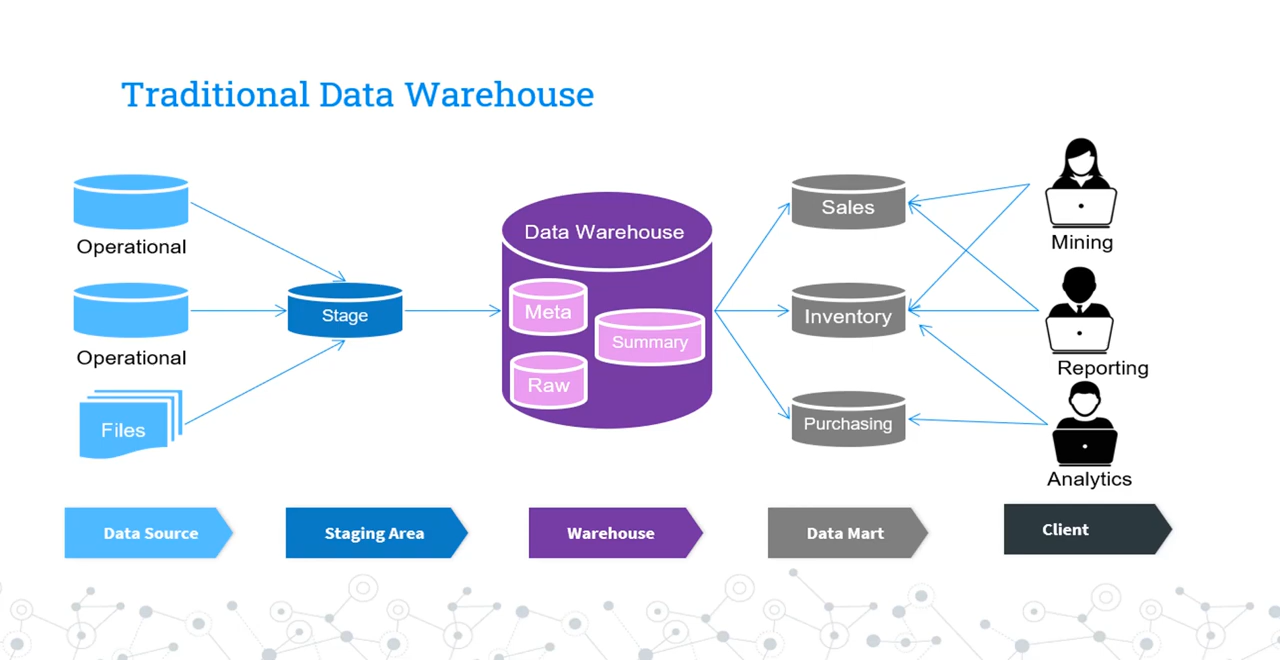 Traditional Data Warehouse
Operational
Operational
Files
Stage
Data Warehouse
Meta
Summary
Raw
Sales
Inventory
Purchasing
Mining
Reporting
Analytics
Data Source
Staging Area
Warehouse
Data Mart
Client